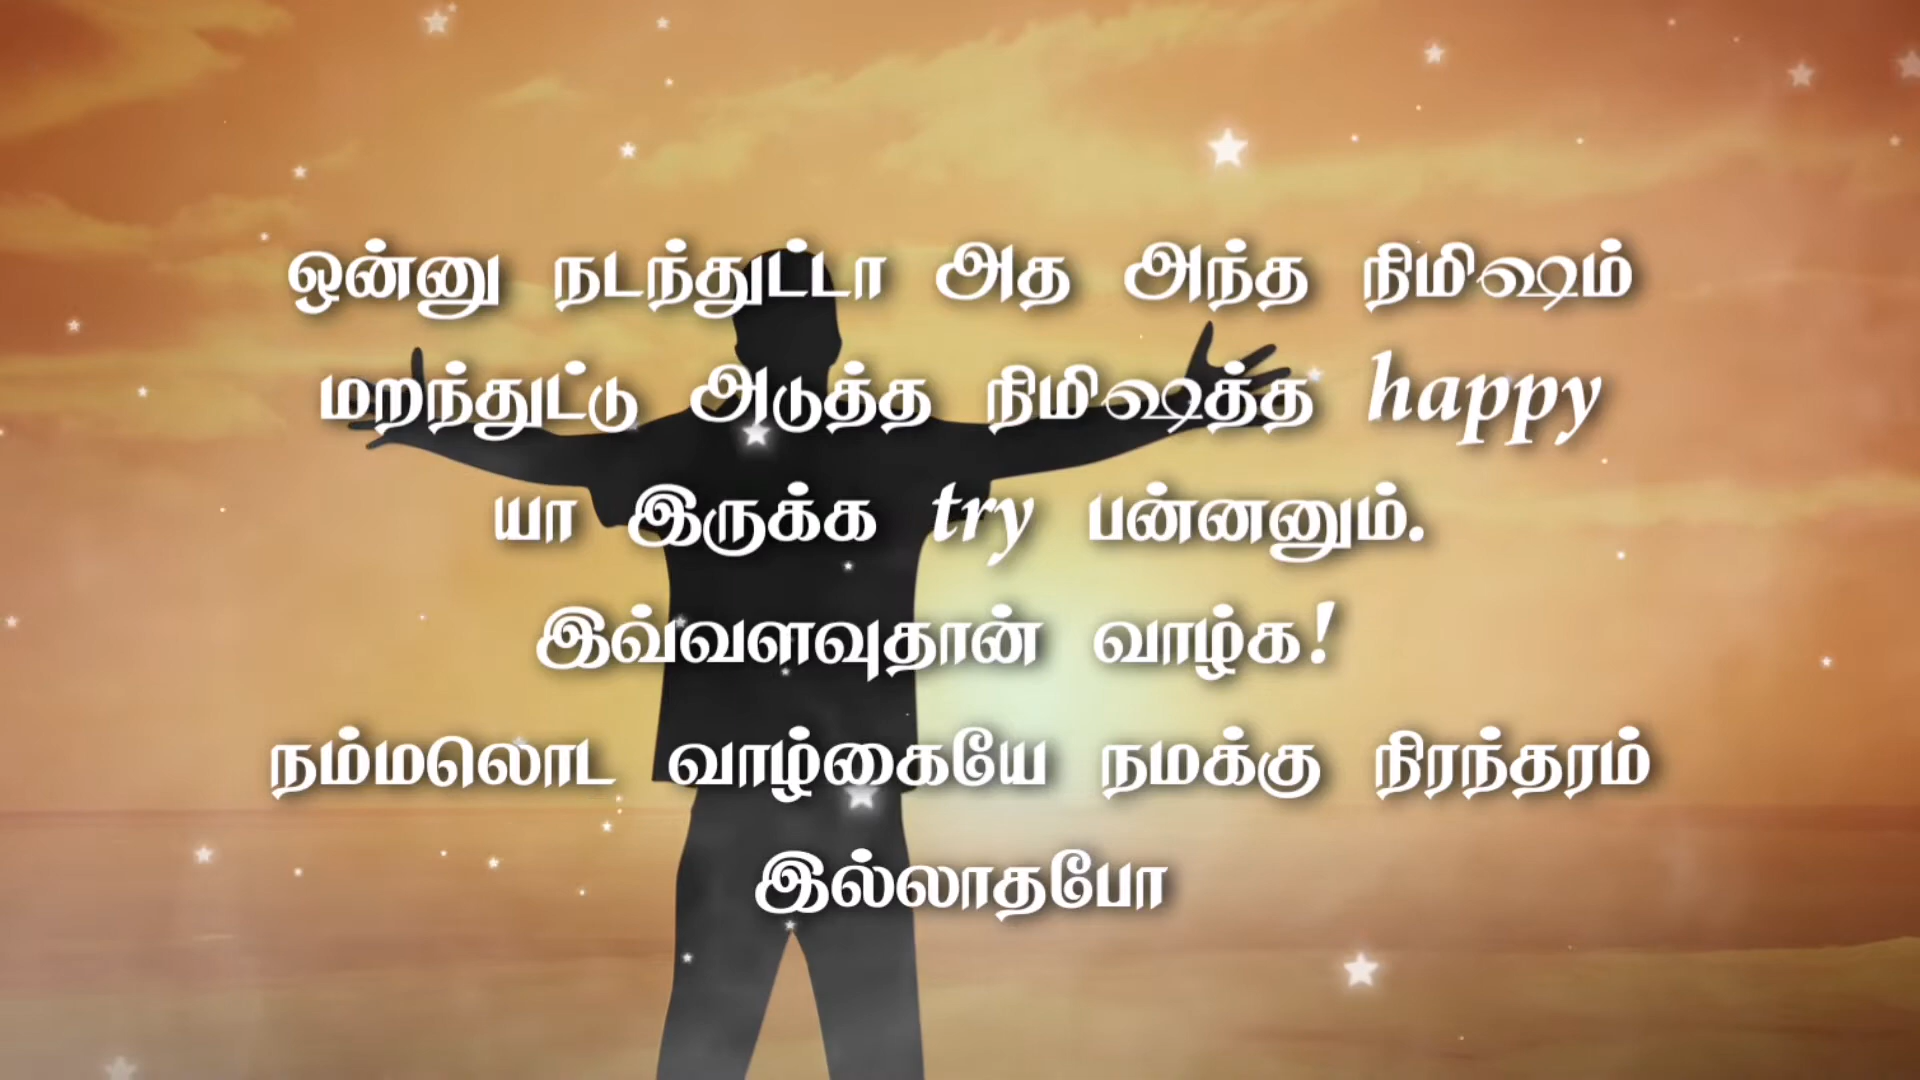 ஒன்னு நடந்துட்டா அத அந்த நிமிஷம்
மறந்துட்டு அடுத்த நிமிஷத்த happy
யா இருக்க try பன்னனும்.
இவ்வளவுதான் வாழ்க!
நம்மலொட வாழ்கையே நமக்கு நிரந்தரம்
இல்லாதபோ